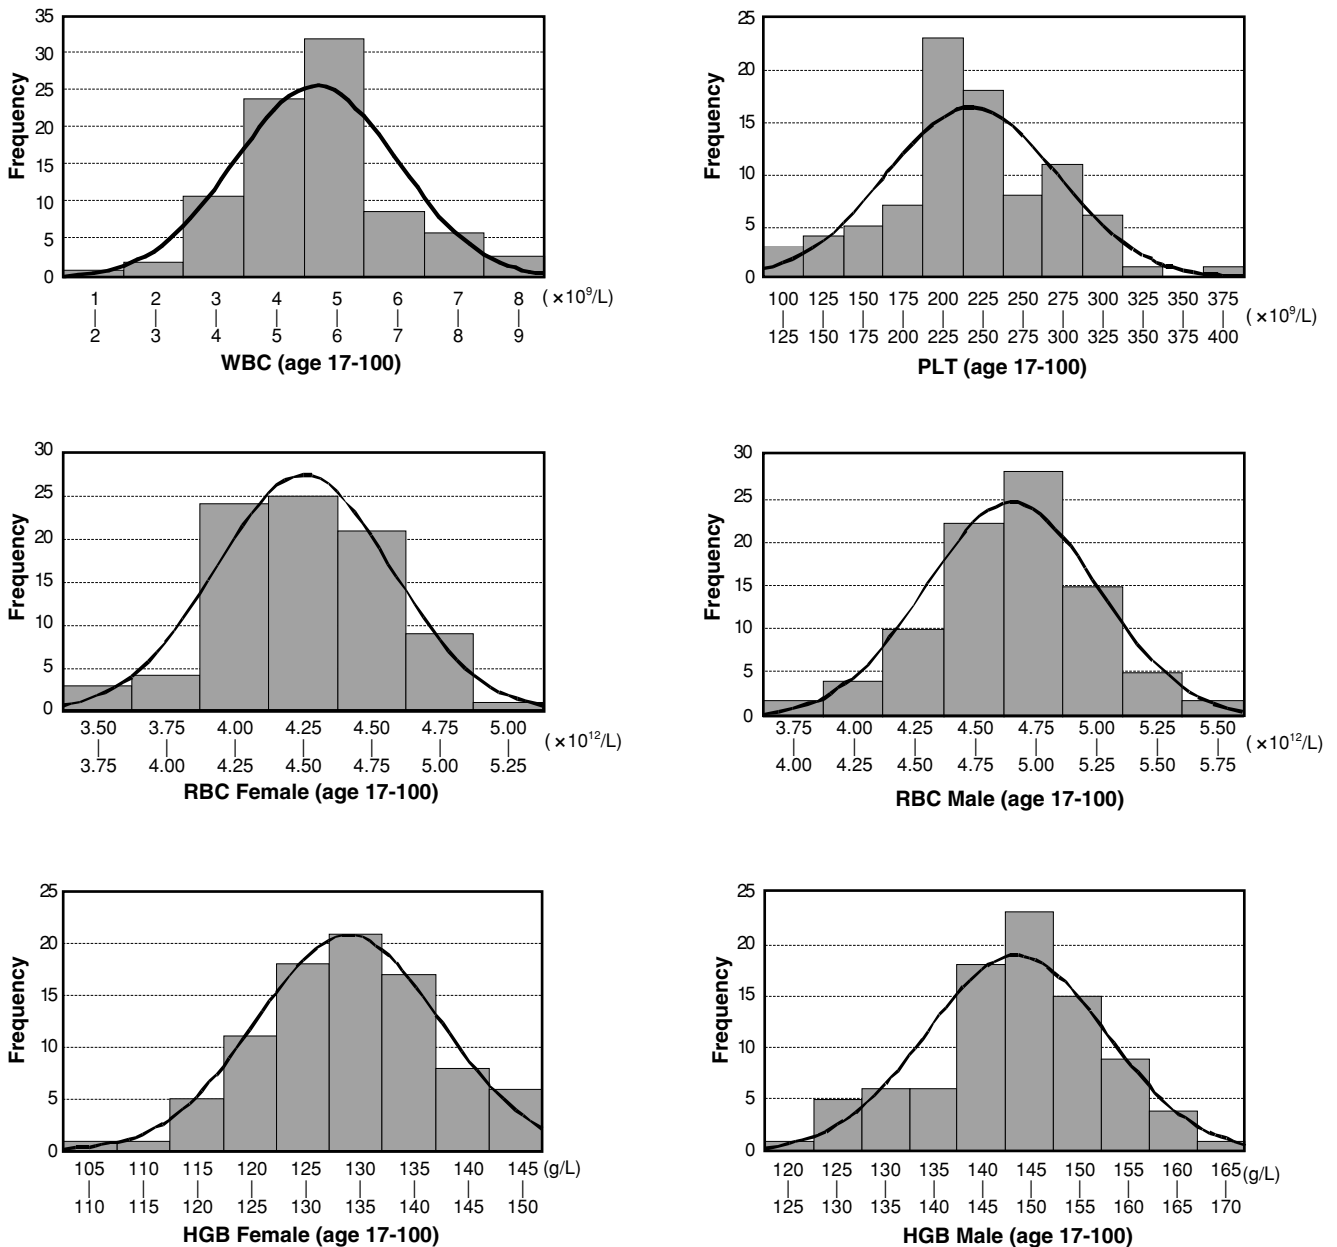 35
30
25
20
15
10
5
0
Frequency
1 2 3 4 5 6 7 8 (×10⁹/L)
2 3 4 5 6 7 8 9
WBC (age 17-100)
25
20
15
10
5
0
Frequency
100 125 150 175 200 225 250 275 300 325 350 375
125 150 175 200 225 250 275 300 325 350 375 400 (×10⁹/L)
PLT (age 17-100)
30
25
20
15
10
5
0
Frequency
3.50 3.75 4.00 4.25 4.50 4.75 5.00
3.75 4.00 4.25 4.50 4.75 5.00 5.25 (×10¹²/L)
RBC Female (age 17-100)
30
25
20
15
10
5
0
Frequency
3.75 4.00 4.25 4.50 4.75 5.00 5.25 5.50
4.00 4.25 4.50 4.75 5.00 5.25 5.50 5.75 (×10¹²/L)
RBC Male (age 17-100)
25
20
15
10
5
0
Frequency
105 110 115 120 125 130 135 140 145 (g/L)
110 115 120 125 130 135 140 145 150
HGB Female (age 17-100)
25
20
15
10
5
0
Frequency
120 125 130 135 140 145 150 155 160 165 (g/L)
125 130 135 140 145 150 155 160 165 170
HGB Male (age 17-100)